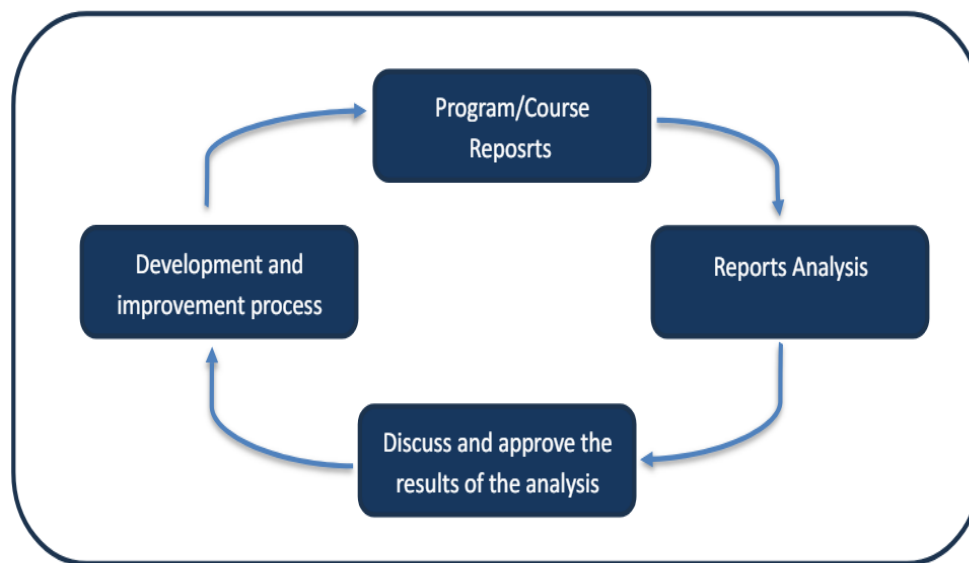 Program/Course
Reposrts
Reports Analysis
Development and
improvement process
Discuss and approve the
results of the analysis